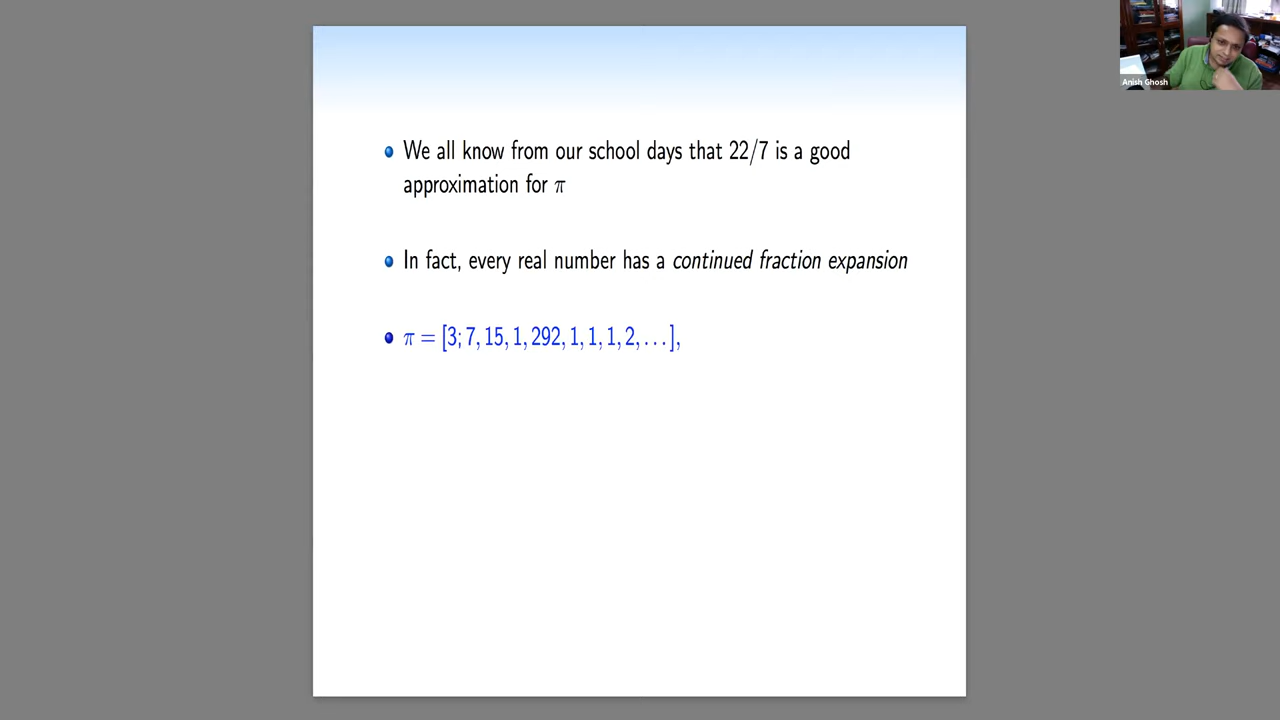 We all know from our school days that 22/7 is a good
approximation for π
In fact, every real number has a continued fraction expansion
π = [3; 7, 15, 1, 292, 1, 1, 1, 2, . . .],
Anish Ghosh